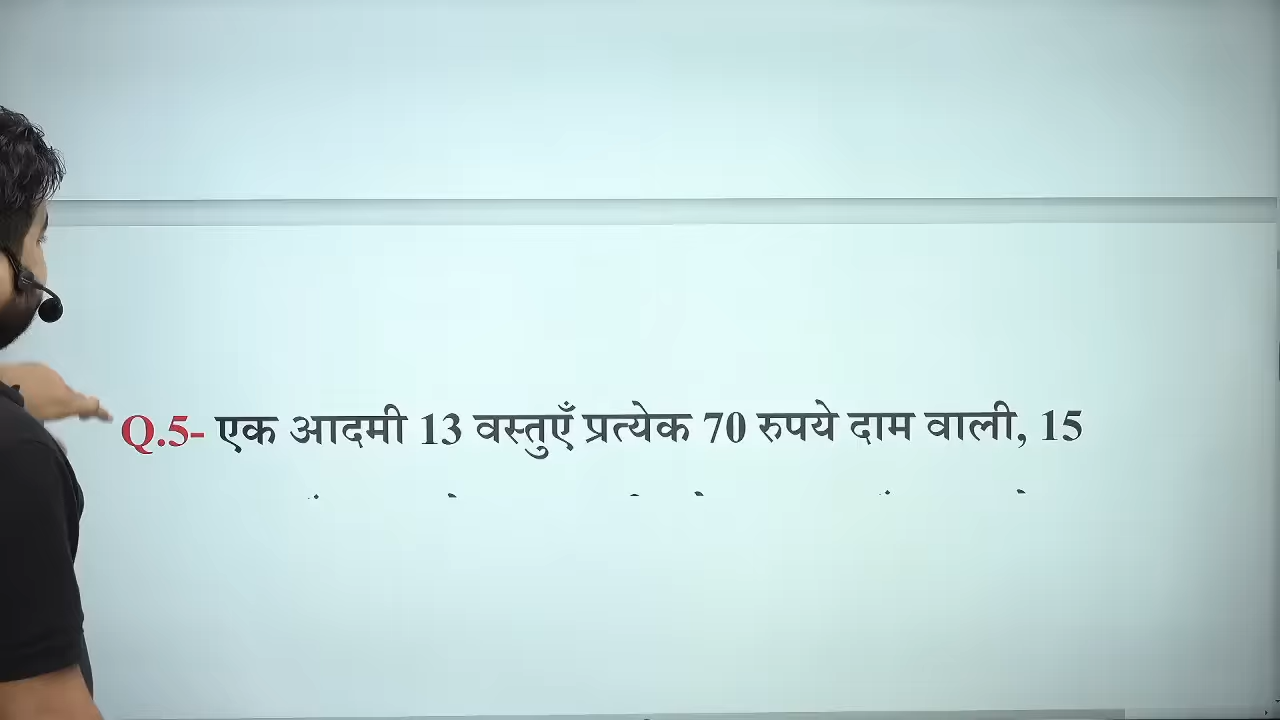 Q.5- एक आदमी 13 वस्तुएँ प्रत्येक 70 रुपये दाम वाली, 15